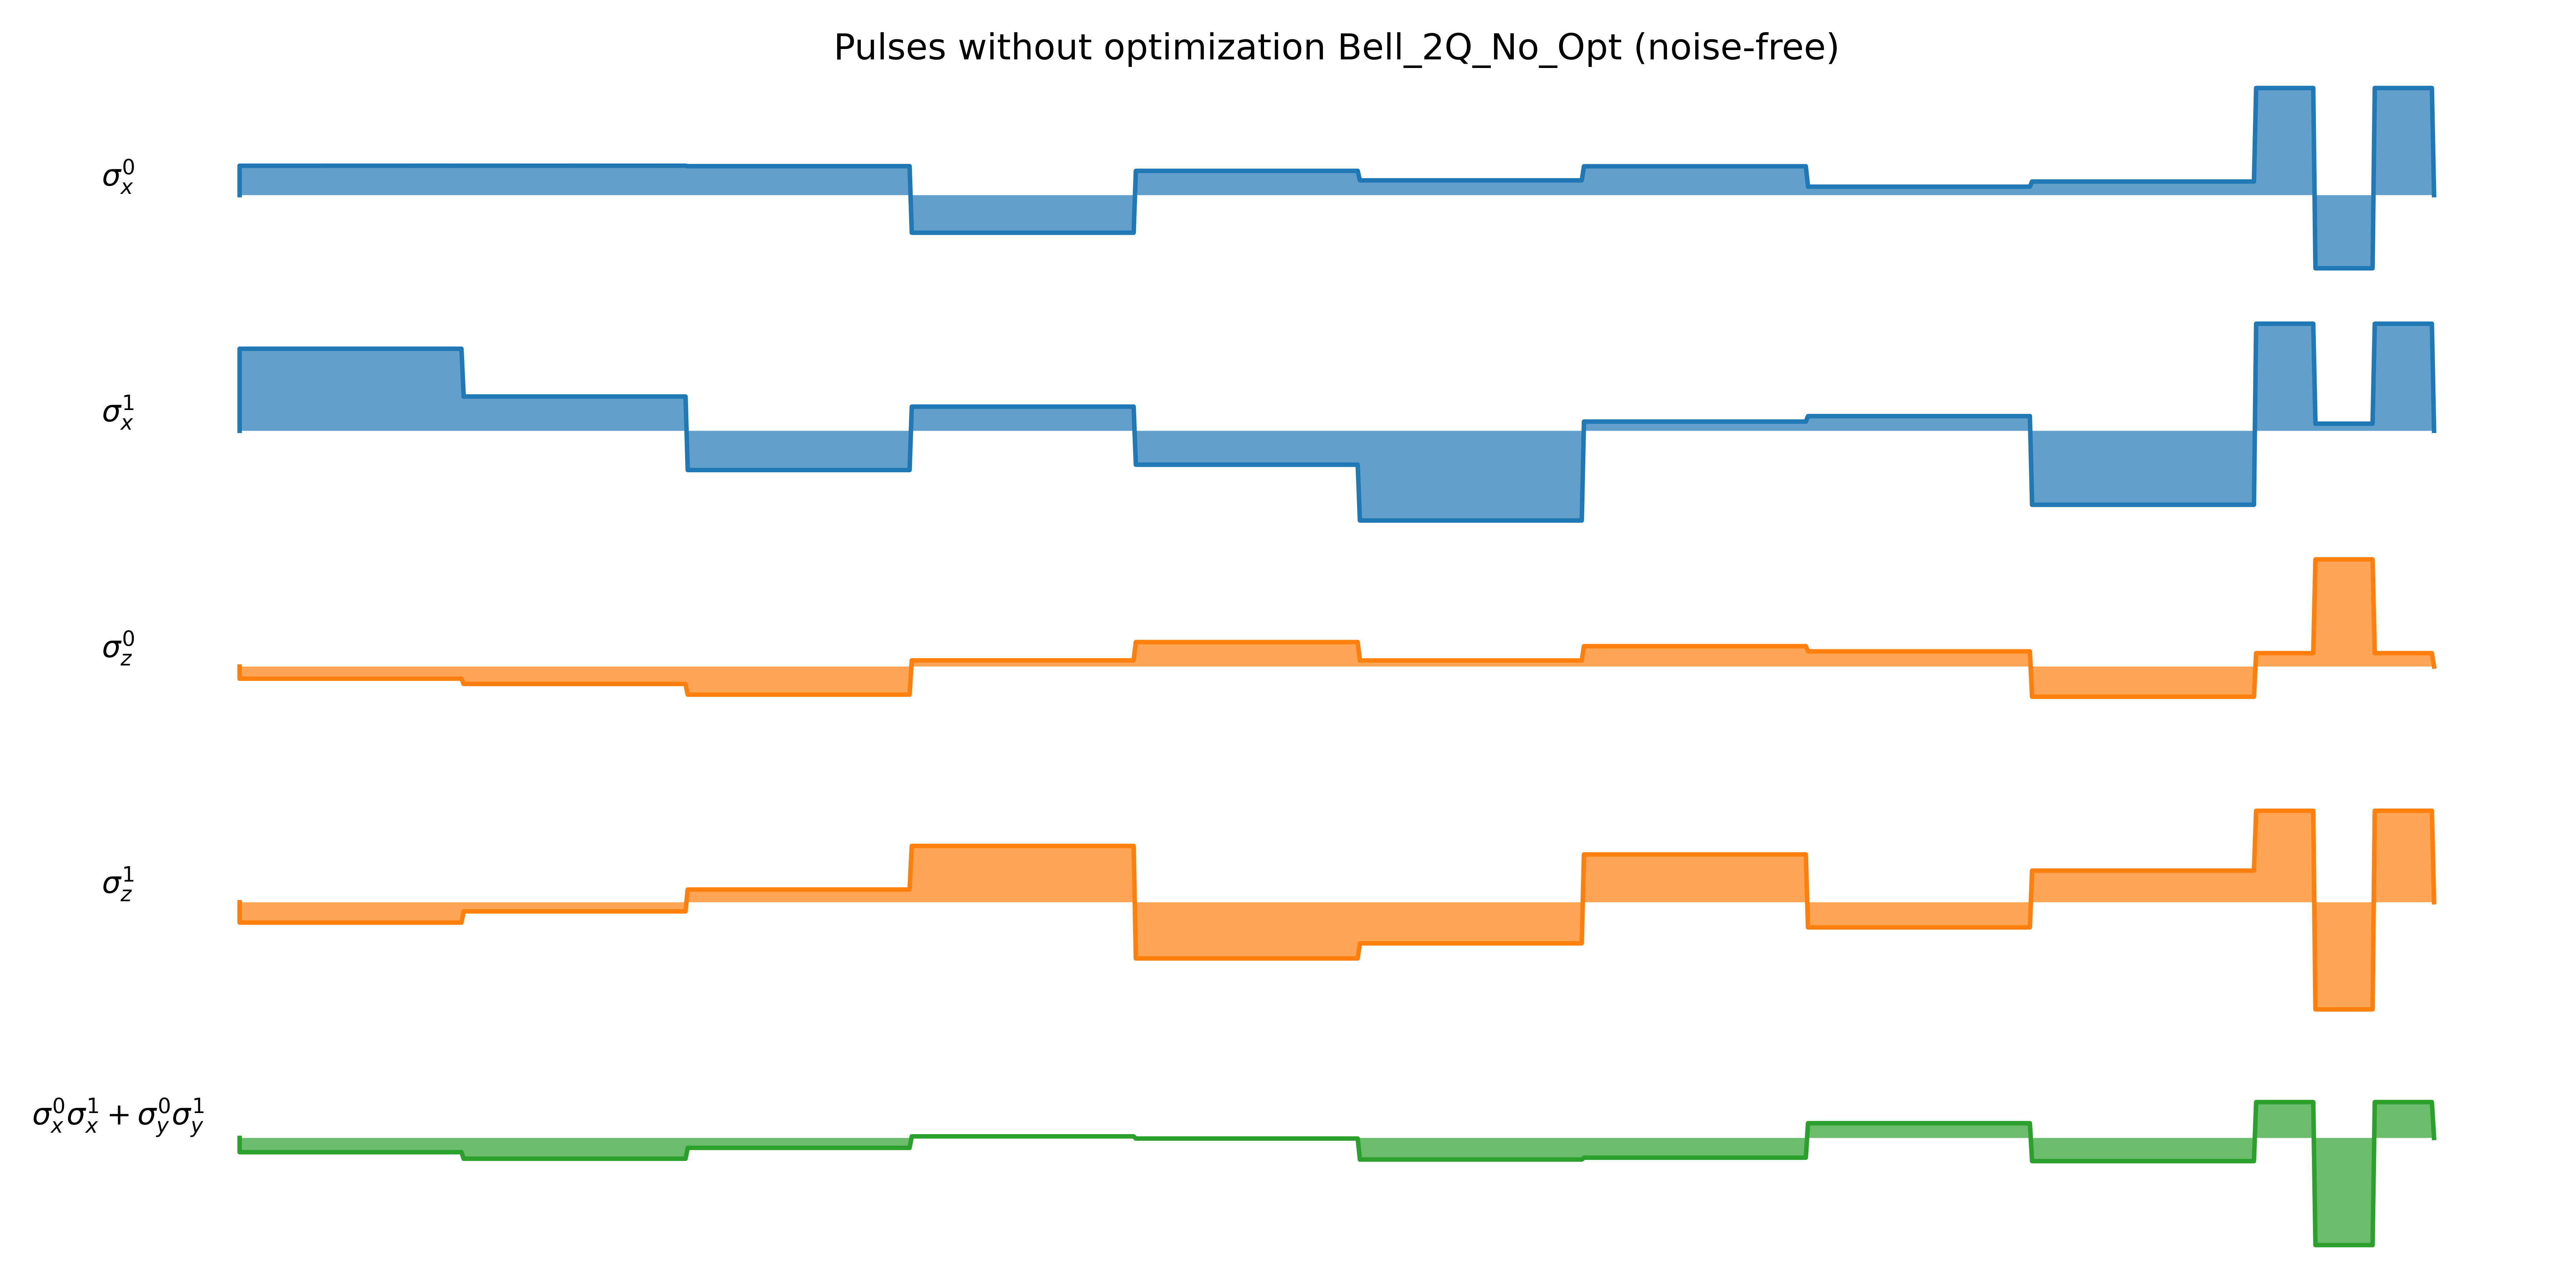 Pulses without optimization Bell_2Q_No_Opt (noise-free)
σ_x^0
σ_x^1
σ_z^0
σ_z^1
σ_x^0σ_x^1 + σ_y^0σ_y^1